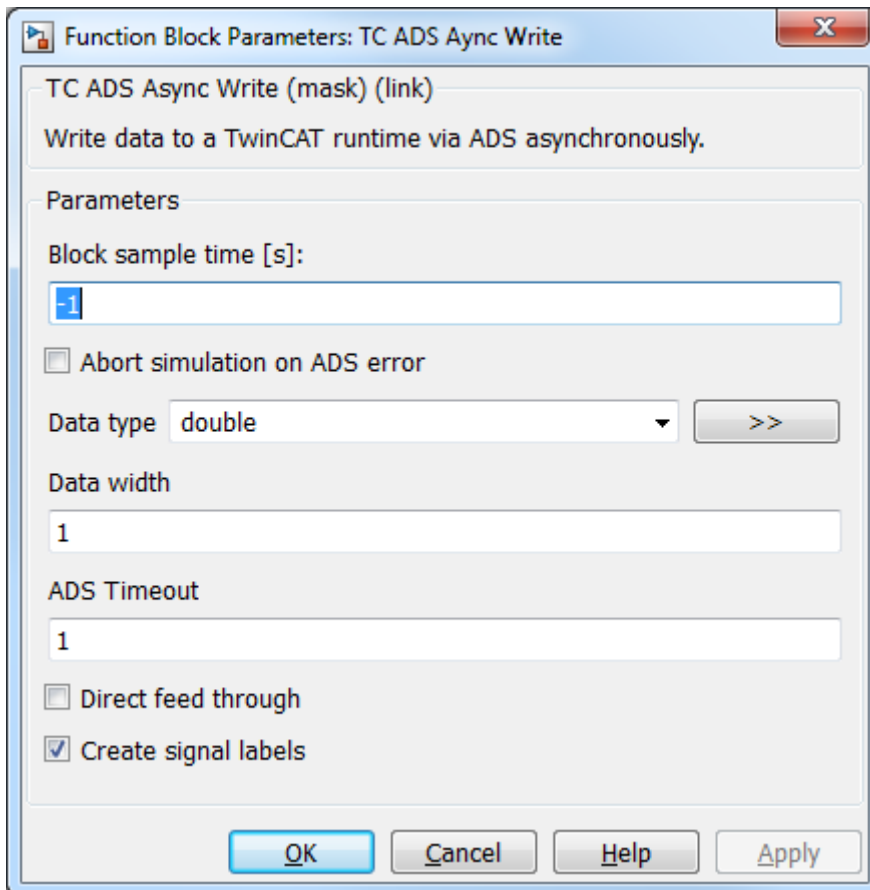 Function Block Parameters: TC ADS Aync Write
TC ADS Async Write (mask) (link)
Write data to a TwinCAT runtime via ADS asynchronously.
Parameters
Block sample time [s]:
-1
Abort simulation on ADS error
Data type double >>
Data width
1
ADS Timeout
1
Direct feed through
Create signal labels
OK Cancel Help Apply